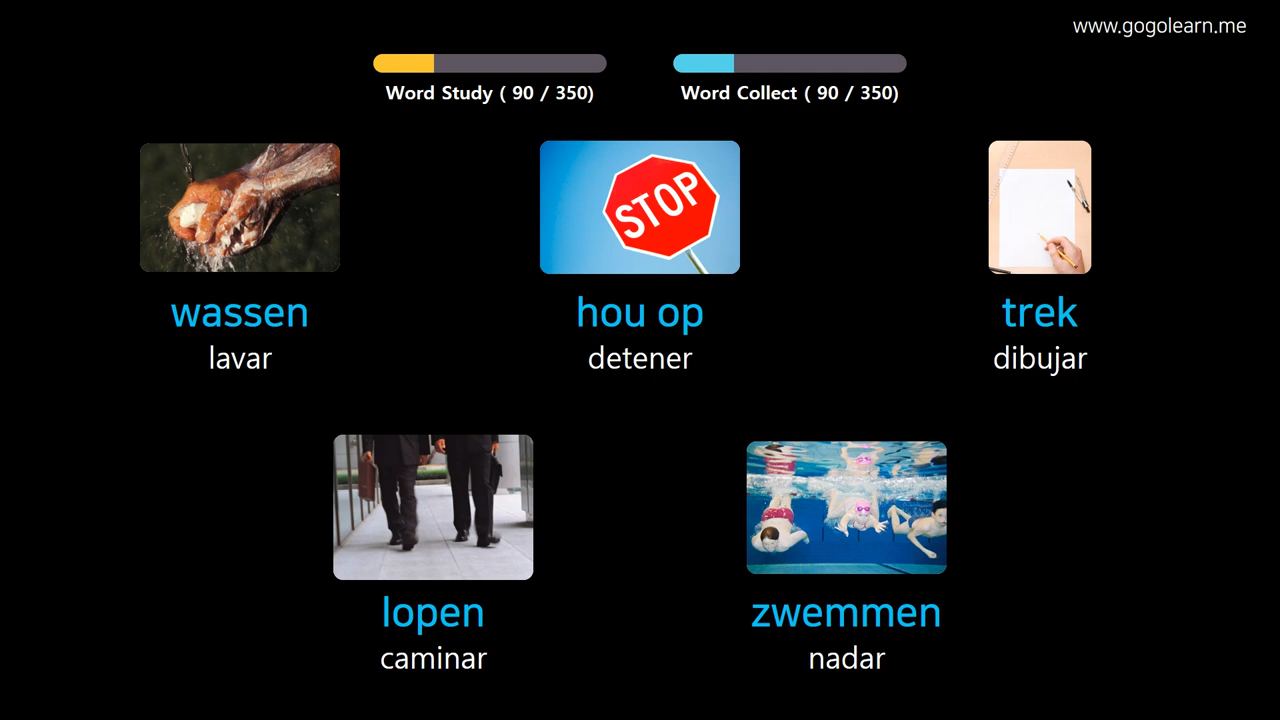 www.gogolearn.me
Word Study ( 90 / 350)
Word Collect ( 90 / 350)
STOP
wassen
lavar
hou op
detener
trek
dibujar
lopen
caminar
zwemmen
nadar